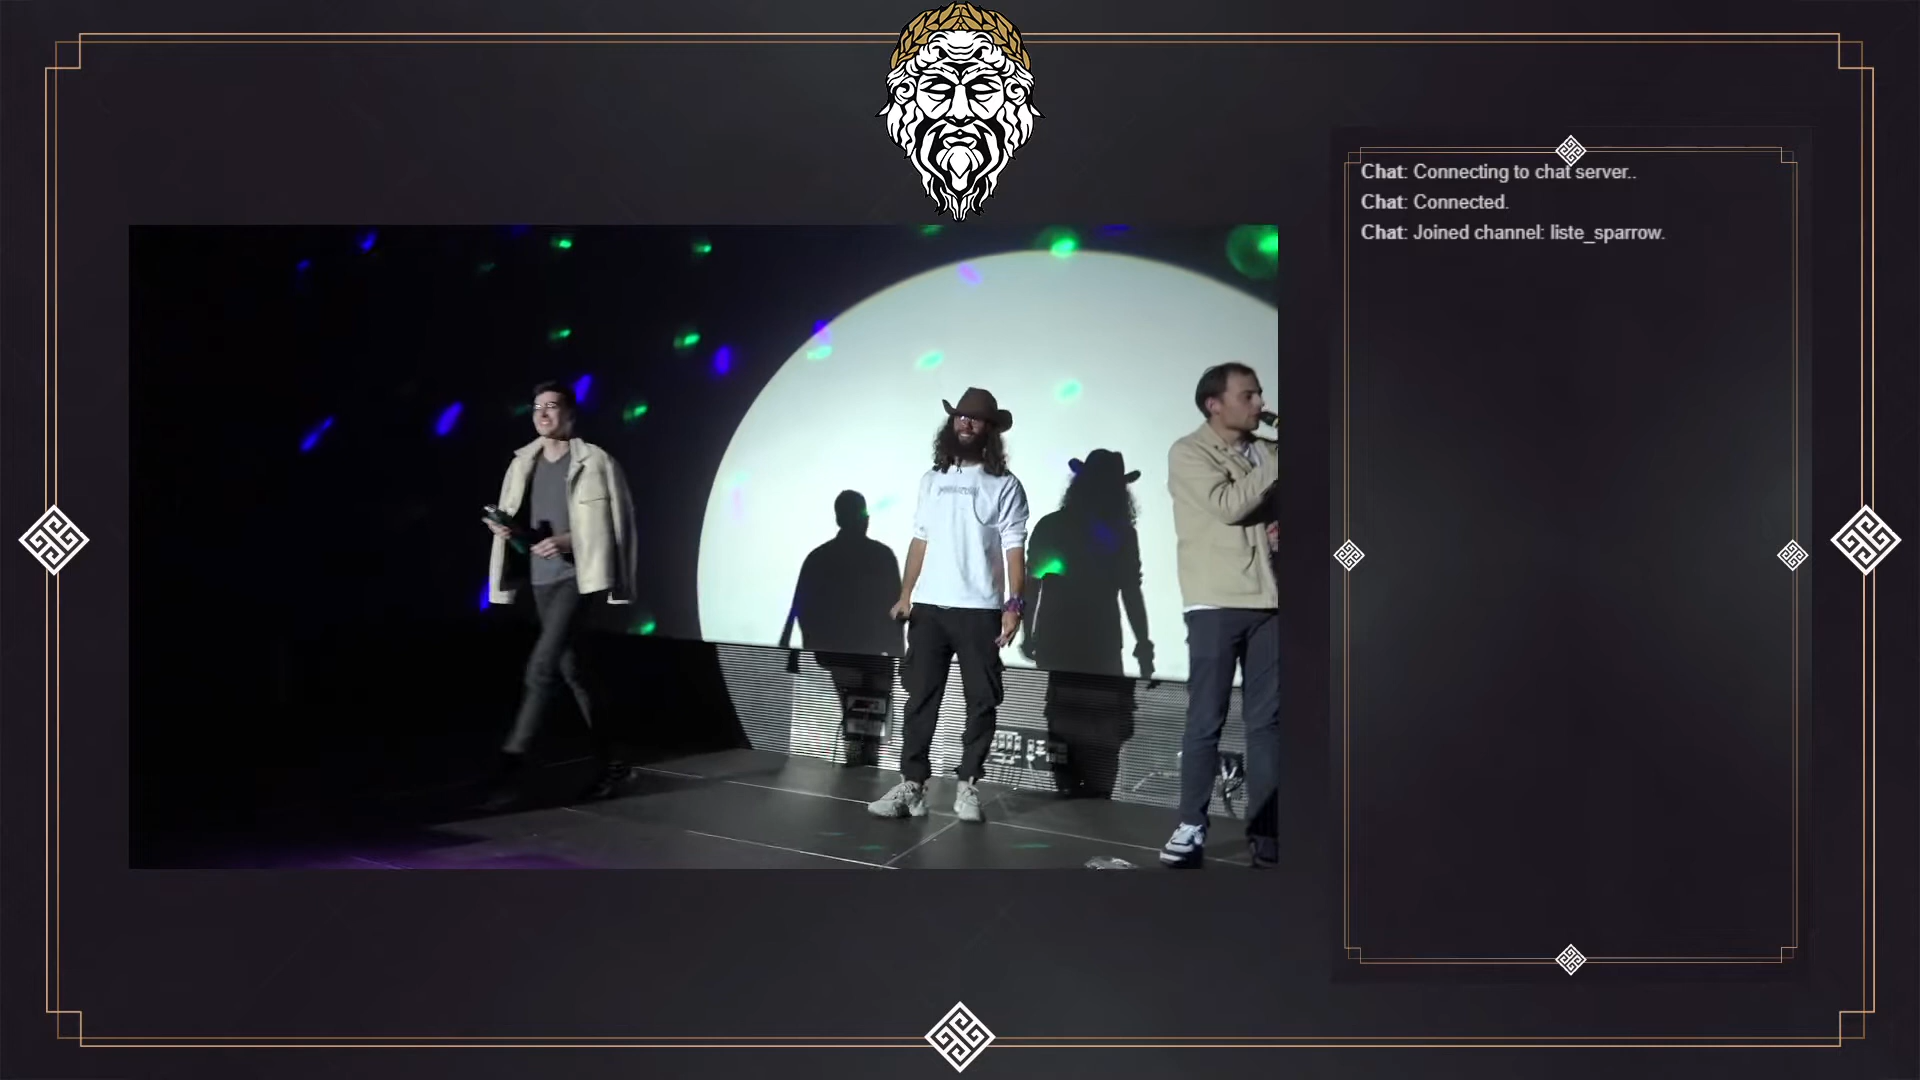 Chat: Connecting to chat server..
Chat: Connected.
Chat: Joined channel: liste_sparrow.